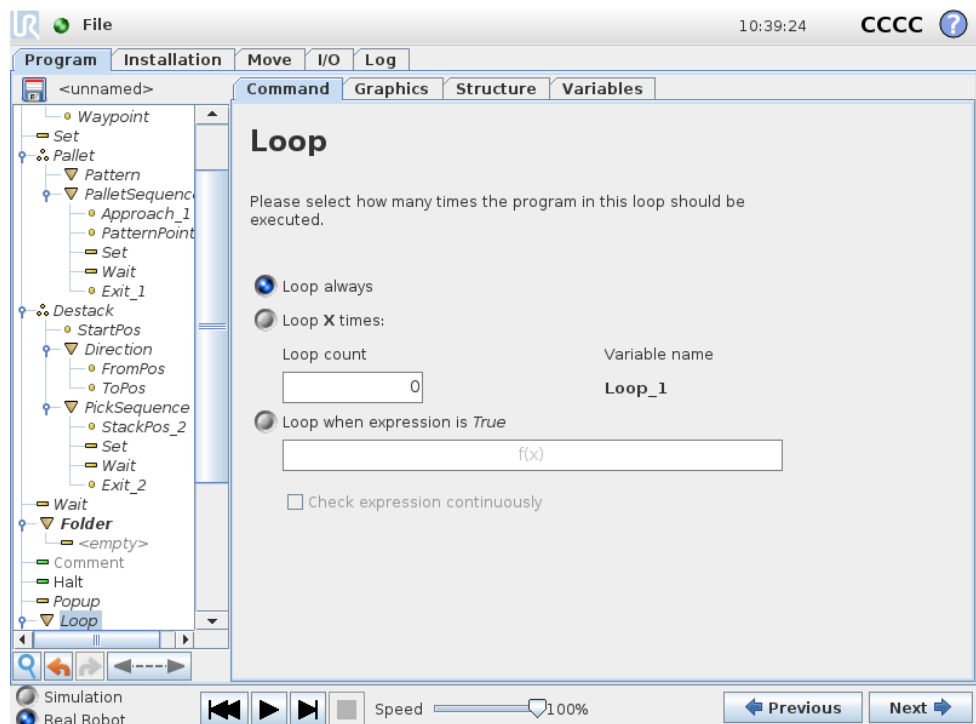 UR File 10:39:24 CCCC ?
Program Installation Move I/O Log
<unnamed> Command Graphics Structure Variables
Waypoint
Set
Pallet
Pattern
PalletSequenc
Approach_1
PatternPoint
Set
Wait
Exit_1
Destack
StartPos
Direction
FromPos
ToPos
PickSequence
StackPos_2
Set
Wait
Exit_2
Wait
Folder
<empty>
Comment
Halt
Popup
Loop
Loop
Please select how many times the program in this loop should be
executed.
Loop always
Loop X times:
Loop count Variable name
0 Loop_1
Loop when expression is True
f(x)
Check expression continuously
Simulation
Real Robot
Speed 100%
Previous Next